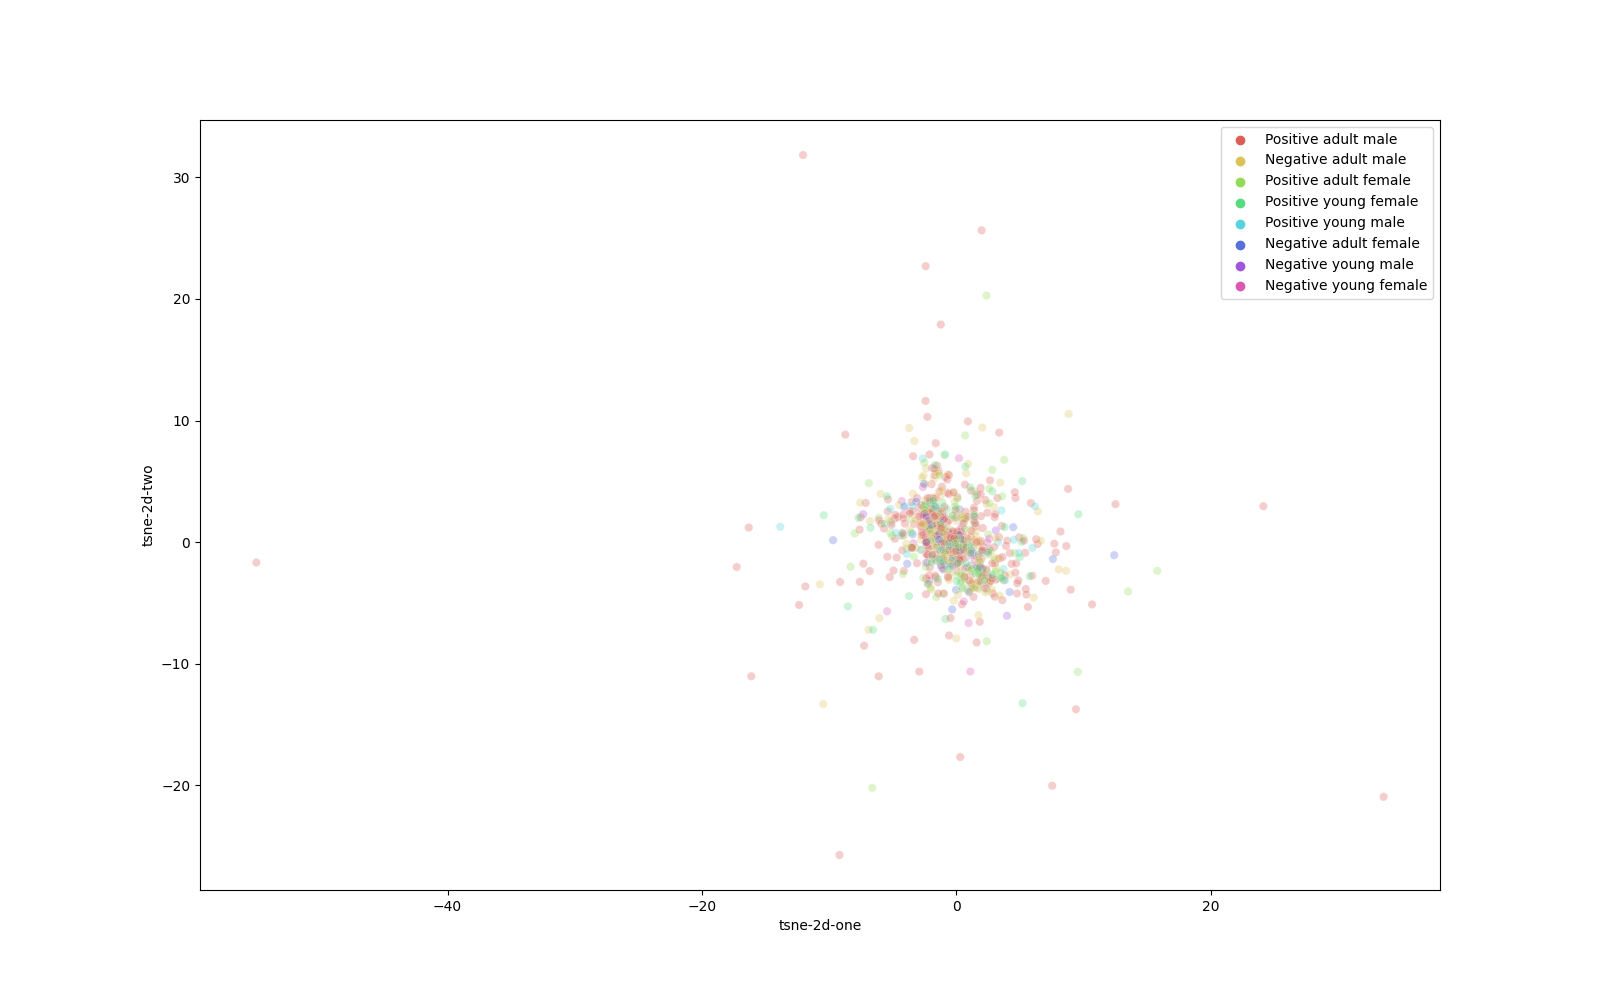 Positive adult male
Negative adult male
Positive adult female
Positive young female
Positive young male
Negative adult female
Negative young male
Negative young female
30
20
10
0
−10
−20
tsne-2d-two
−40
−20
0
20
tsne-2d-one